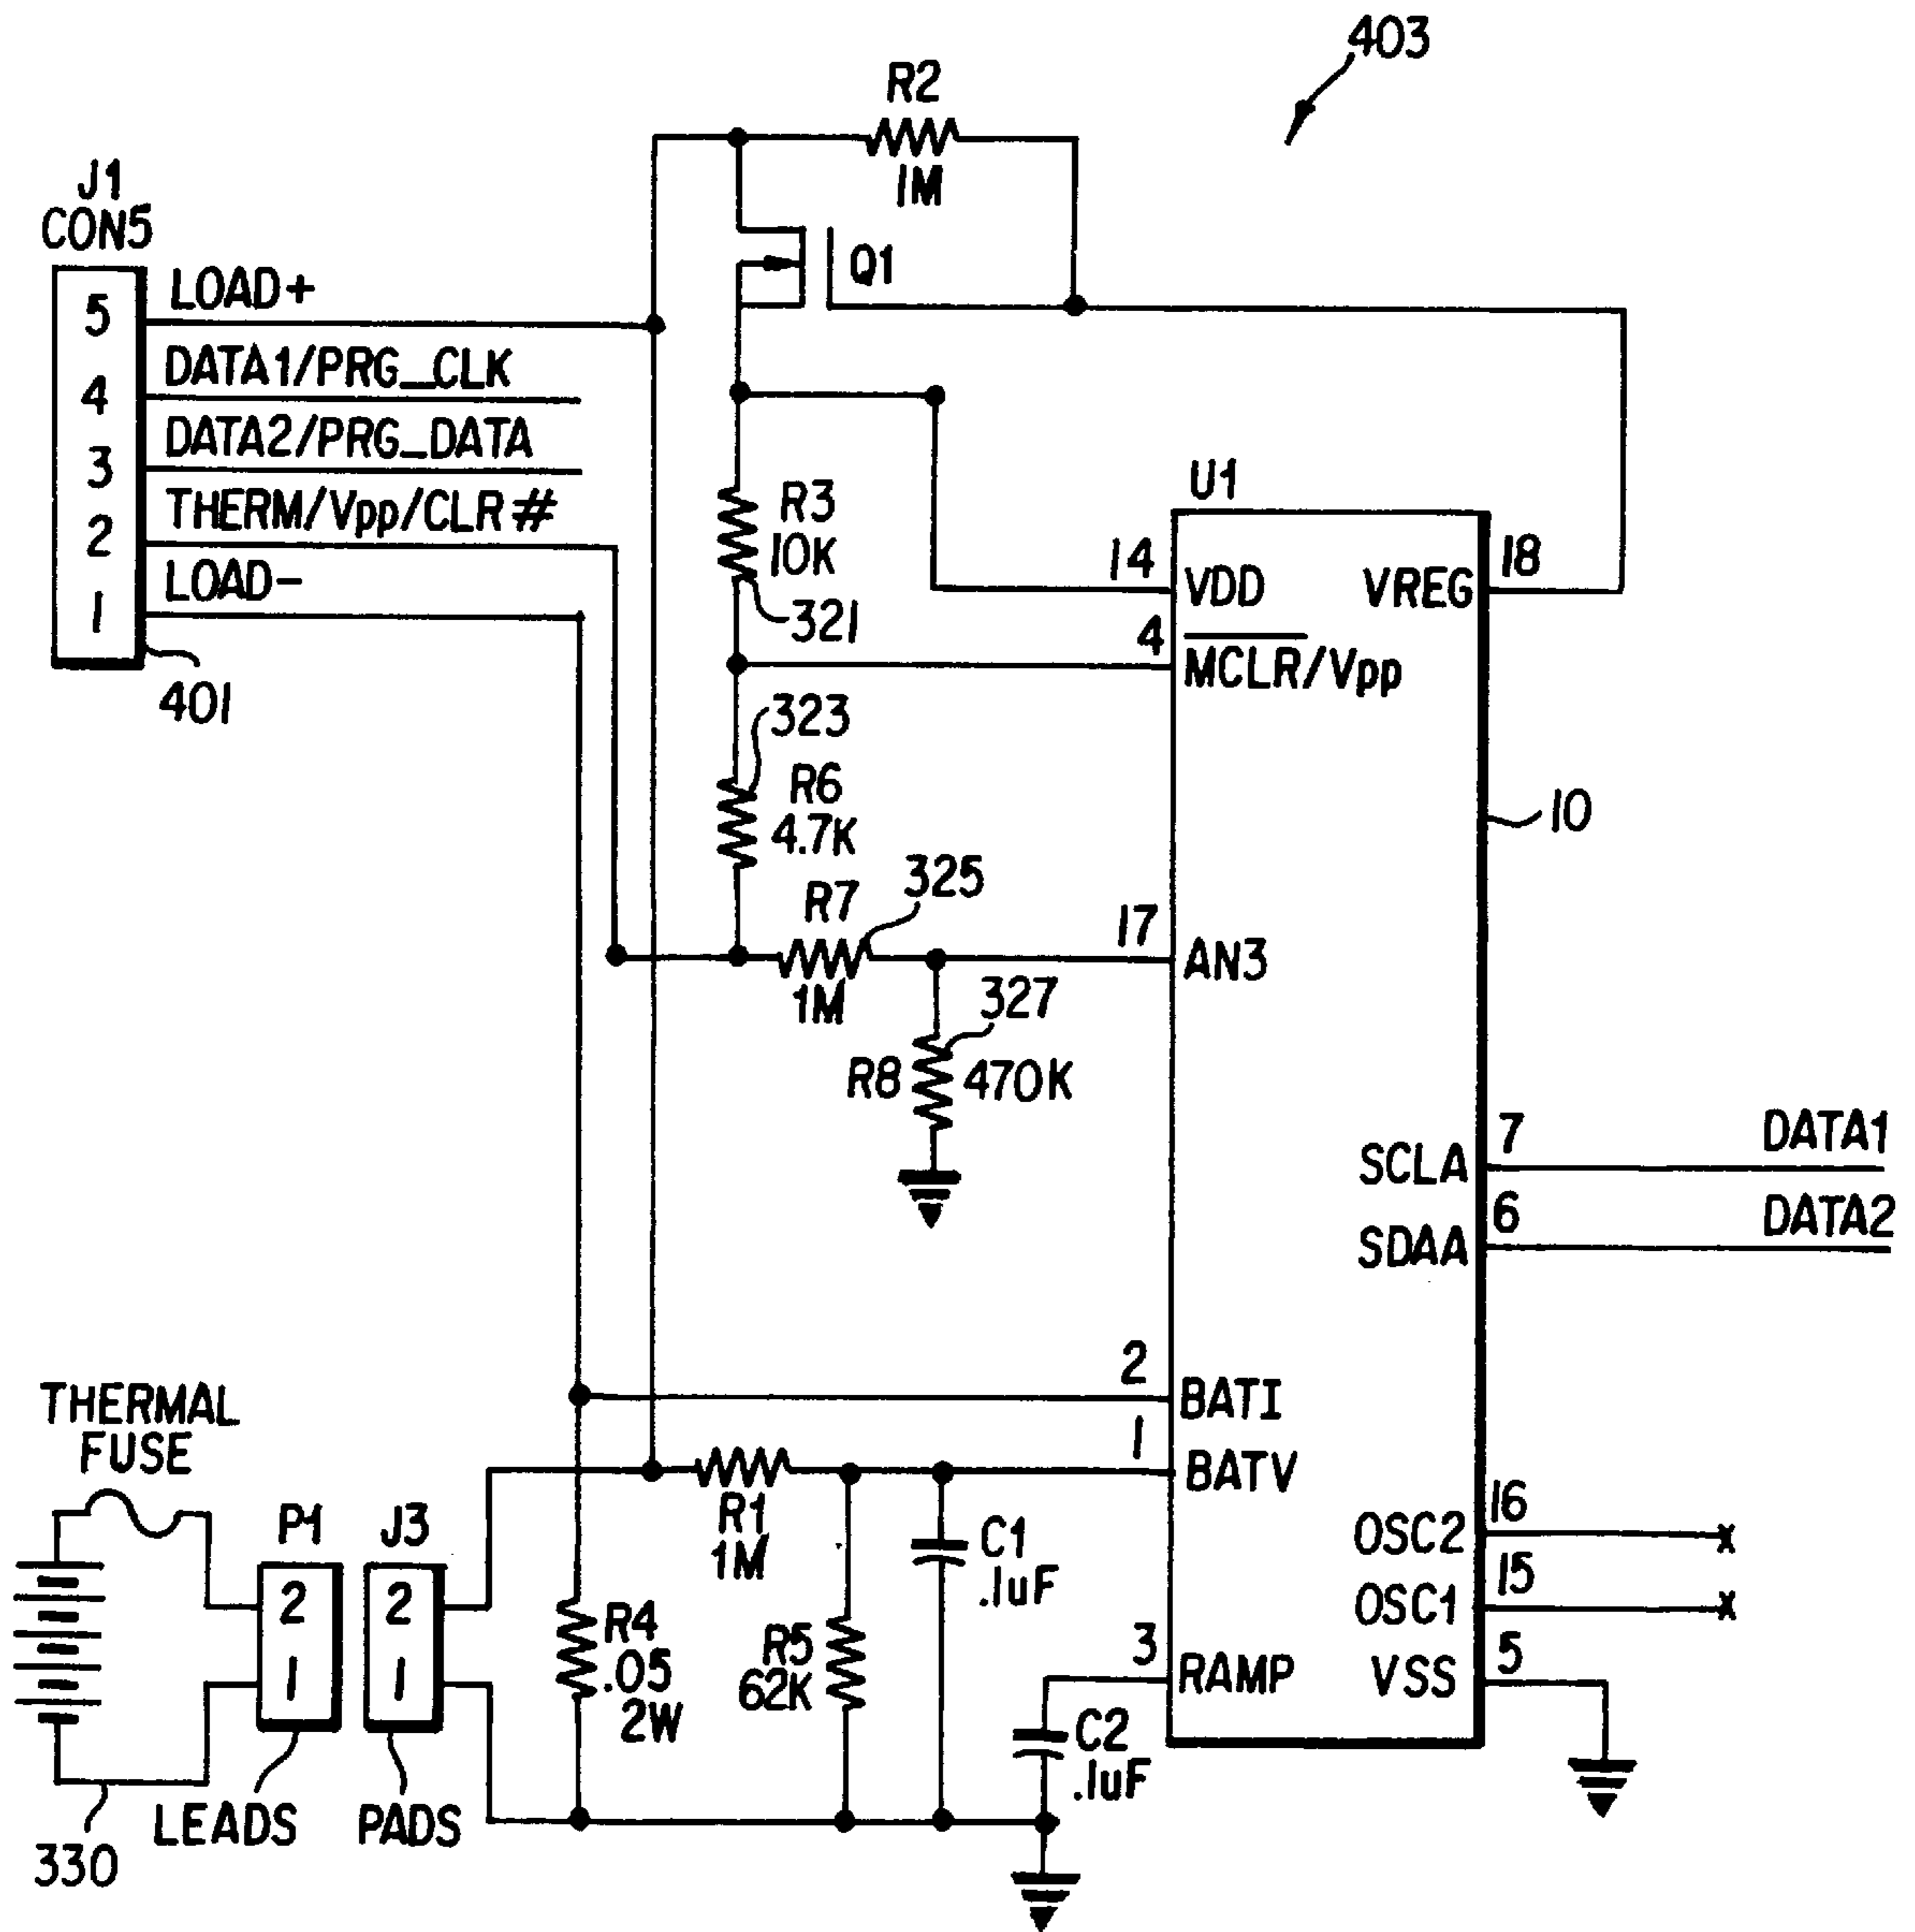 403
R2
1M
J1
CON5
Q1
5 LOAD+
4 DATA1/PRG_CLK
3 DATA2/PRG_DATA
2 THERM/Vpp/CLR#
1 LOAD-
401
R3
10K
321
U1
14 VDD
VREG 18
4 MCLR/Vpp
323
R6
4.7K
10
R7
1M
325
17 AN3
327
R8 470K
SCLA 7 DATA1
SDAA 6 DATA2
2 BATI
1 BATV
THERMAL
FUSE
P1
2
1
J3
2
1
R1
1M
C1
.1uF
OSC2 16 X
OSC1 15 X
R4
.05
2W
R5
62K
3 RAMP
VSS 5
C2
.1uF
LEADS
PADS
330